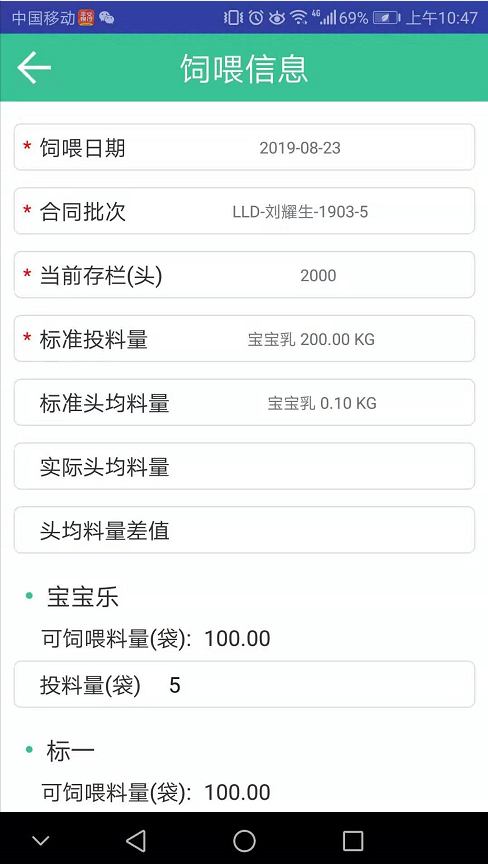 中国移动 4G 69% 上午10:47
饲喂信息
* 饲喂日期 2019-08-23
* 合同批次 LLD-刘耀生-1903-5
* 当前存栏(头) 2000
* 标准投料量 宝宝乳 200.00 KG
标准头均料量 宝宝乳 0.10 KG
实际头均料量
头均料量差值
宝宝乐
可饲喂料量(袋): 100.00
投料量(袋) 5
标一
可饲喂料量(袋): 100.00